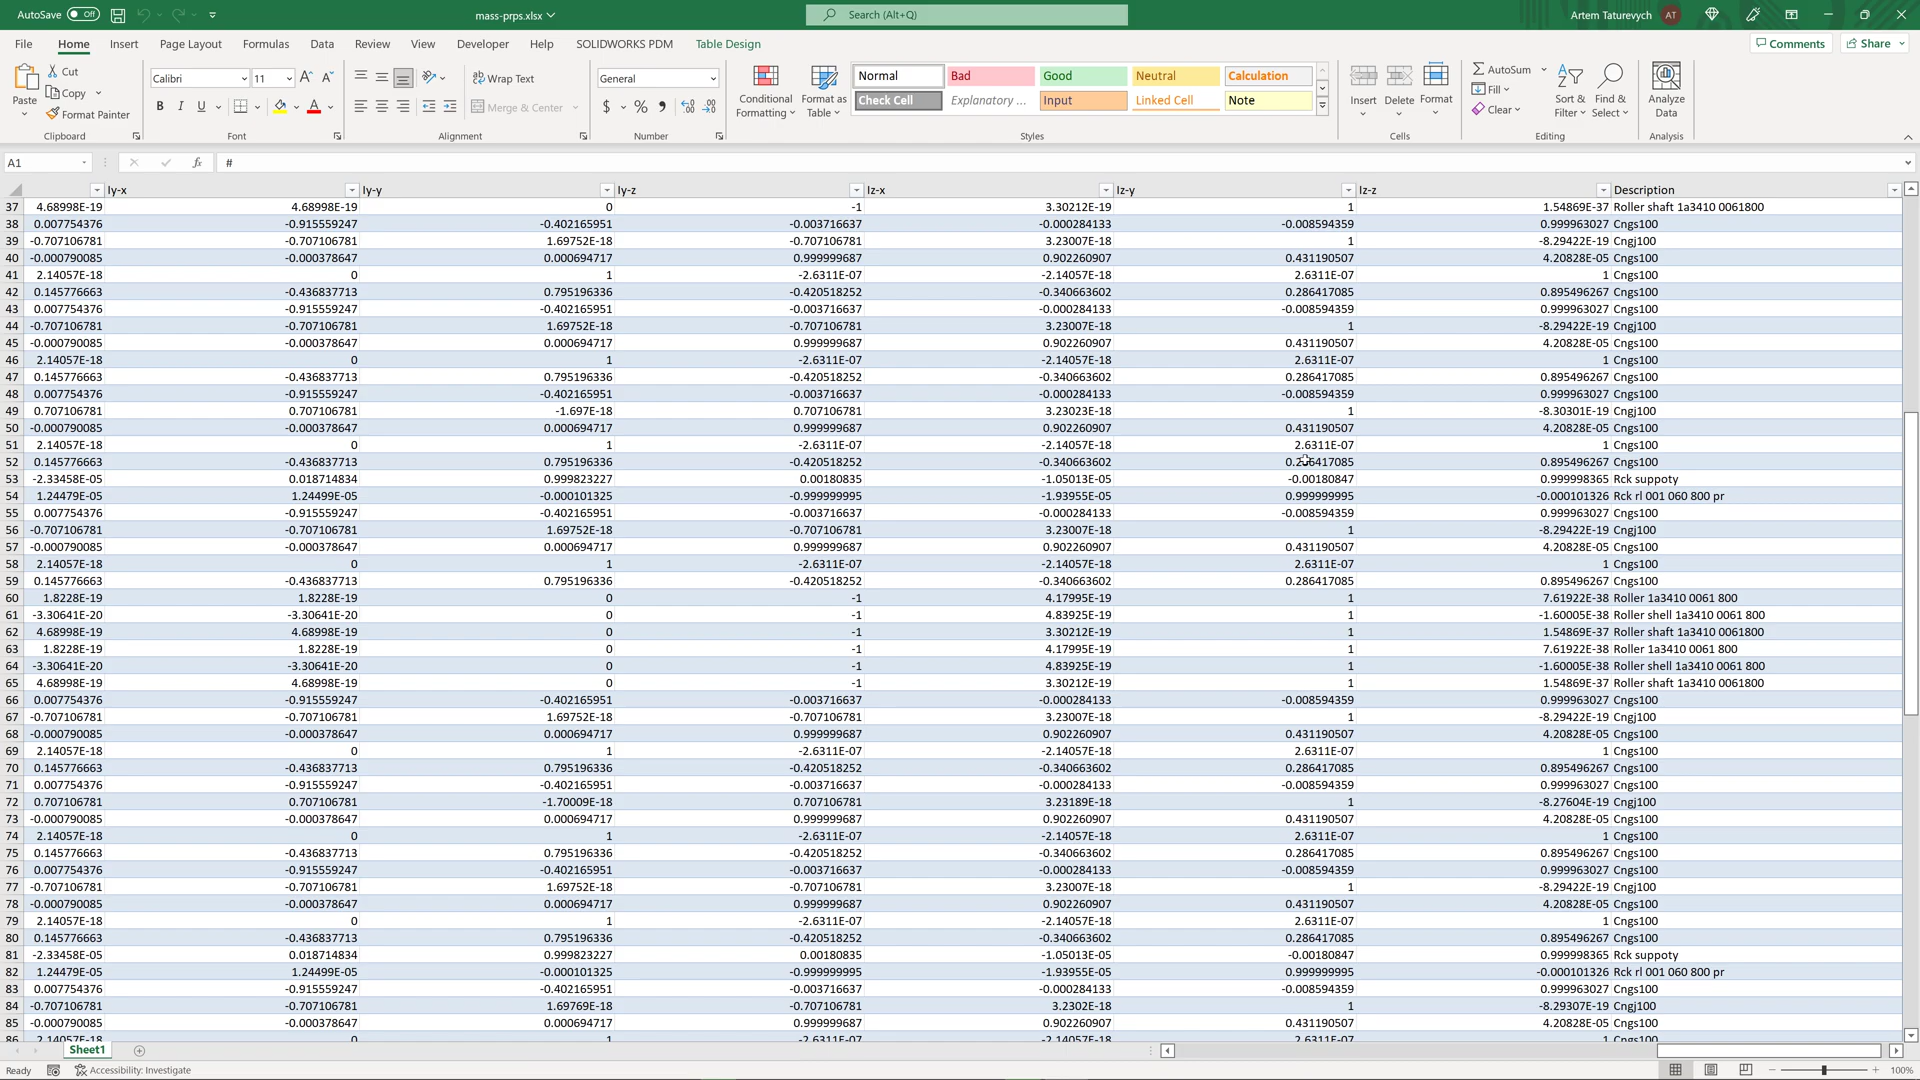 AutoSave Off mass-prps.xlsx Search (Alt+Q) Artem Taturevych AT
File Home Insert Page Layout Formulas Data Review View Developer Help SOLIDWORKS PDM Table Design Comments Share
Paste Cut Copy Format Painter Clipboard
Calibri 11 B I U Font
Wrap Text Merge & Center Alignment
General $ % Number
Conditional Formatting Format as Table
Normal Bad Good Neutral Calculation
Check Cell Explanatory ... Input Linked Cell Note
Styles
Insert Delete Format Cells
AutoSum Fill Clear Sort & Filter Find & Select Editing
Analyze Data Analysis
A1 fx #
Iy-x Iy-y Iy-z Iz-x Iz-y Iz-z Description
37 4.68998E-19 4.68998E-19 0 -1 3.30212E-19 1 1.54869E-37 Roller shaft 1a3410 0061800
38 0.007754376 -0.915559247 -0.402165951 -0.003716637 -0.000284133 -0.008594359 0.999963027 Cngs100
39 -0.707106781 -0.707106781 1.69752E-18 -0.707106781 3.23007E-18 1 -8.29422E-19 Cngj100
40 -0.000790085 -0.000378647 0.000694717 0.999999687 0.902260907 0.431190507 4.20828E-05 Cngs100
41 2.14057E-18 0 1 -2.6311E-07 -2.14057E-18 2.6311E-07 1 Cngs100
42 0.145776663 -0.436837713 0.795196336 -0.420518252 -0.340663602 0.286417085 0.895496267 Cngs100
43 0.007754376 -0.915559247 -0.402165951 -0.003716637 -0.000284133 -0.008594359 0.999963027 Cngs100
44 -0.707106781 -0.707106781 1.69752E-18 -0.707106781 3.23007E-18 1 -8.29422E-19 Cngj100
45 -0.000790085 -0.000378647 0.000694717 0.999999687 0.902260907 0.431190507 4.20828E-05 Cngs100
46 2.14057E-18 0 1 -2.6311E-07 -2.14057E-18 2.6311E-07 1 Cngs100
47 0.145776663 -0.436837713 0.795196336 -0.420518252 -0.340663602 0.286417085 0.895496267 Cngs100
48 0.007754376 -0.915559247 -0.402165951 -0.003716637 -0.000284133 -0.008594359 0.999963027 Cngs100
49 0.707106781 0.707106781 -1.697E-18 0.707106781 3.23023E-18 1 -8.30301E-19 Cngj100
50 -0.000790085 -0.000378647 0.000694717 0.999999687 0.902260907 0.431190507 4.20828E-05 Cngs100
51 2.14057E-18 0 1 -2.6311E-07 -2.14057E-18 2.6311E-07 1 Cngs100
52 0.145776663 -0.436837713 0.795196336 -0.420518252 -0.340663602 0.286417085 0.895496267 Cngs100
53 -2.33458E-05 0.018714834 0.999823227 0.00180835 -1.05013E-05 -0.00180847 0.999998365 Rck suppoty
54 1.24479E-05 1.24499E-05 -0.000101325 -0.999999995 -1.93955E-05 0.999999995 -0.000101326 Rck rl 001 060 800 pr
55 0.007754376 -0.915559247 -0.402165951 -0.003716637 -0.000284133 -0.008594359 0.999963027 Cngs100
56 -0.707106781 -0.707106781 1.69752E-18 -0.707106781 3.23007E-18 1 -8.29422E-19 Cngj100
57 -0.000790085 -0.000378647 0.000694717 0.999999687 0.902260907 0.431190507 4.20828E-05 Cngs100
58 2.14057E-18 0 1 -2.6311E-07 -2.14057E-18 2.6311E-07 1 Cngs100
59 0.145776663 -0.436837713 0.795196336 -0.420518252 -0.340663602 0.286417085 0.895496267 Cngs100
60 1.8228E-19 1.8228E-19 0 -1 4.17995E-19 1 7.61922E-38 Roller 1a3410 0061 800
61 -3.30641E-20 -3.30641E-20 0 -1 4.83925E-19 1 -1.60005E-38 Roller shell 1a3410 0061 800
62 4.68998E-19 4.68998E-19 0 -1 3.30212E-19 1 1.54869E-37 Roller shaft 1a3410 0061800
63 1.8228E-19 1.8228E-19 0 -1 4.17995E-19 1 7.61922E-38 Roller 1a3410 0061 800
64 -3.30641E-20 -3.30641E-20 0 -1 4.83925E-19 1 -1.60005E-38 Roller shell 1a3410 0061 800
65 4.68998E-19 4.68998E-19 0 -1 3.30212E-19 1 1.54869E-37 Roller shaft 1a3410 0061800
66 0.007754376 -0.915559247 -0.402165951 -0.003716637 -0.000284133 -0.008594359 0.999963027 Cngs100
67 -0.707106781 -0.707106781 1.69752E-18 -0.707106781 3.23007E-18 1 -8.29422E-19 Cngj100
68 -0.000790085 -0.000378647 0.000694717 0.999999687 0.902260907 0.431190507 4.20828E-05 Cngs100
69 2.14057E-18 0 1 -2.6311E-07 -2.14057E-18 2.6311E-07 1 Cngs100
70 0.145776663 -0.436837713 0.795196336 -0.420518252 -0.340663602 0.286417085 0.895496267 Cngs100
71 0.007754376 -0.915559247 -0.402165951 -0.003716637 -0.000284133 -0.008594359 0.999963027 Cngs100
72 0.707106781 0.707106781 -1.70009E-18 0.707106781 3.23189E-18 1 -8.27604E-19 Cngj100
73 -0.000790085 -0.000378647 0.000694717 0.999999687 0.902260907 0.431190507 4.20828E-05 Cngs100
74 2.14057E-18 0 1 -2.6311E-07 -2.14057E-18 2.6311E-07 1 Cngs100
75 0.145776663 -0.436837713 0.795196336 -0.420518252 -0.340663602 0.286417085 0.895496267 Cngs100
76 0.007754376 -0.915559247 -0.402165951 -0.003716637 -0.000284133 -0.008594359 0.999963027 Cngs100
77 -0.707106781 -0.707106781 1.69752E-18 -0.707106781 3.23007E-18 1 -8.29422E-19 Cngj100
78 -0.000790085 -0.000378647 0.000694717 0.999999687 0.902260907 0.431190507 4.20828E-05 Cngs100
79 2.14057E-18 0 1 -2.6311E-07 -2.14057E-18 2.6311E-07 1 Cngs100
80 0.145776663 -0.436837713 0.795196336 -0.420518252 -0.340663602 0.286417085 0.895496267 Cngs100
81 -2.33458E-05 0.018714834 0.999823227 0.00180835 -1.05013E-05 -0.00180847 0.999998365 Rck suppoty
82 1.24479E-05 1.24499E-05 -0.000101325 -0.999999995 -1.93955E-05 0.999999995 -0.000101326 Rck rl 001 060 800 pr
83 0.007754376 -0.915559247 -0.402165951 -0.003716637 -0.000284133 -0.008594359 0.999963027 Cngs100
84 -0.707106781 -0.707106781 1.69769E-18 -0.707106781 3.2302E-18 1 -8.29307E-19 Cngj100
85 -0.000790085 -0.000378647 0.000694717 0.999999687 0.902260907 0.431190507 4.20828E-05 Cngs100
86 2.14057E-18 0 1 -2.6311E-07 -2.14057E-18 2.6311E-07 1 Cngs100
Sheet1
Ready Accessibility: Investigate 100%